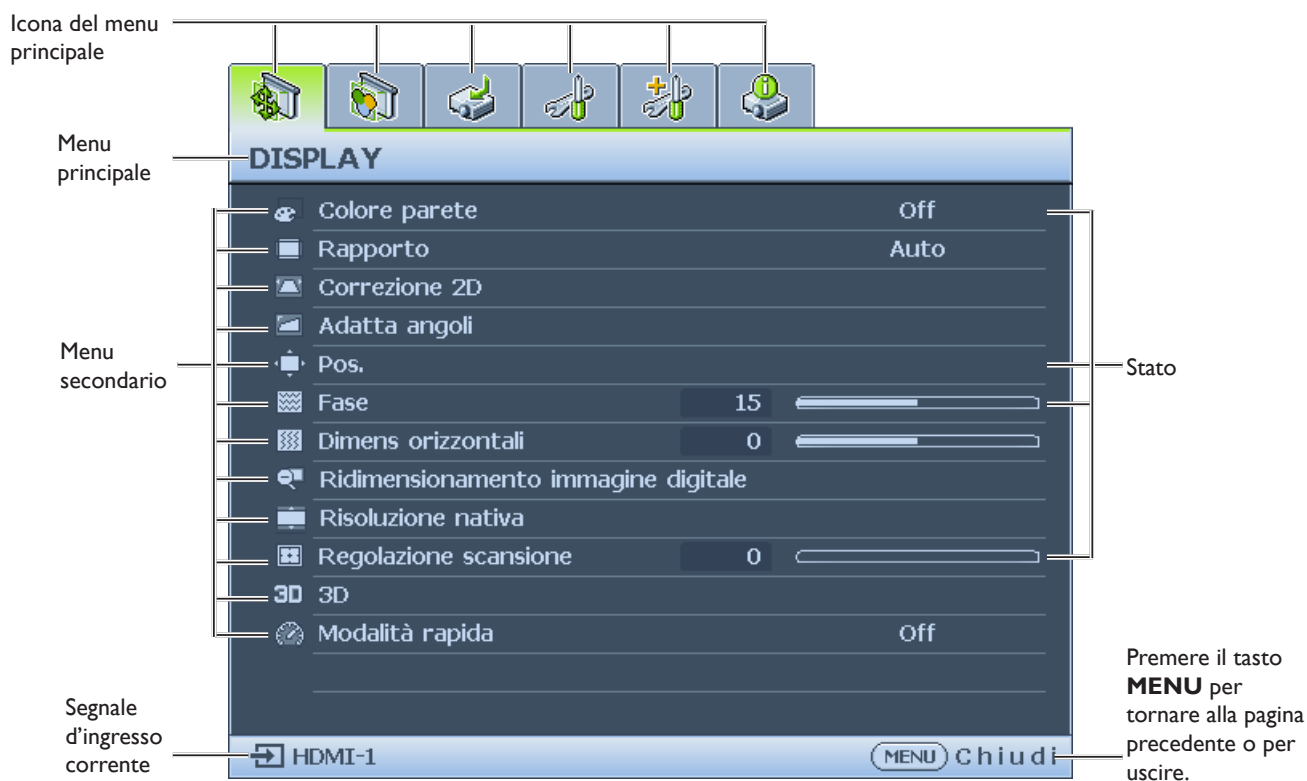 Icona del menu
principale
Menu
principale
DISPLAY
Colore parete Off
Rapporto Auto
Correzione 2D
Adatta angoli
Menu
secondario
Pos.
Stato
Fase 15
Dimens orizzontali 0
Ridimensionamento immagine digitale
Risoluzione nativa
Regolazione scansione 0
3D 3D
Modalità rapida Off
Segnale
d'ingresso
corrente
HDMI-1
MENU Chiudi
Premere il tasto
MENU per
tornare alla pagina
precedente o per
uscire.